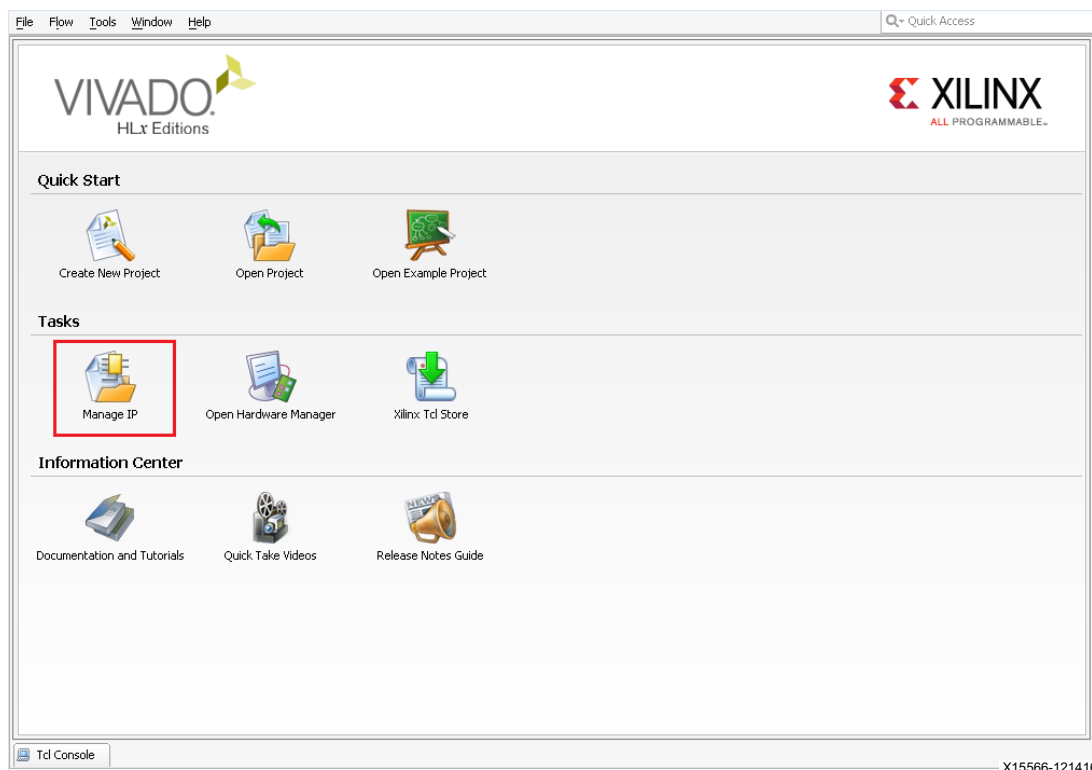 File Flow Tools Window Help
Quick Access
VIVADO.
HLx Editions
XILINX
ALL PROGRAMMABLE™
Quick Start
Create New Project
Open Project
Open Example Project
Tasks
Manage IP
Open Hardware Manager
Xilinx Tcl Store
Information Center
NEWS
Documentation and Tutorials
Quick Take Videos
Release Notes Guide
Tcl Console